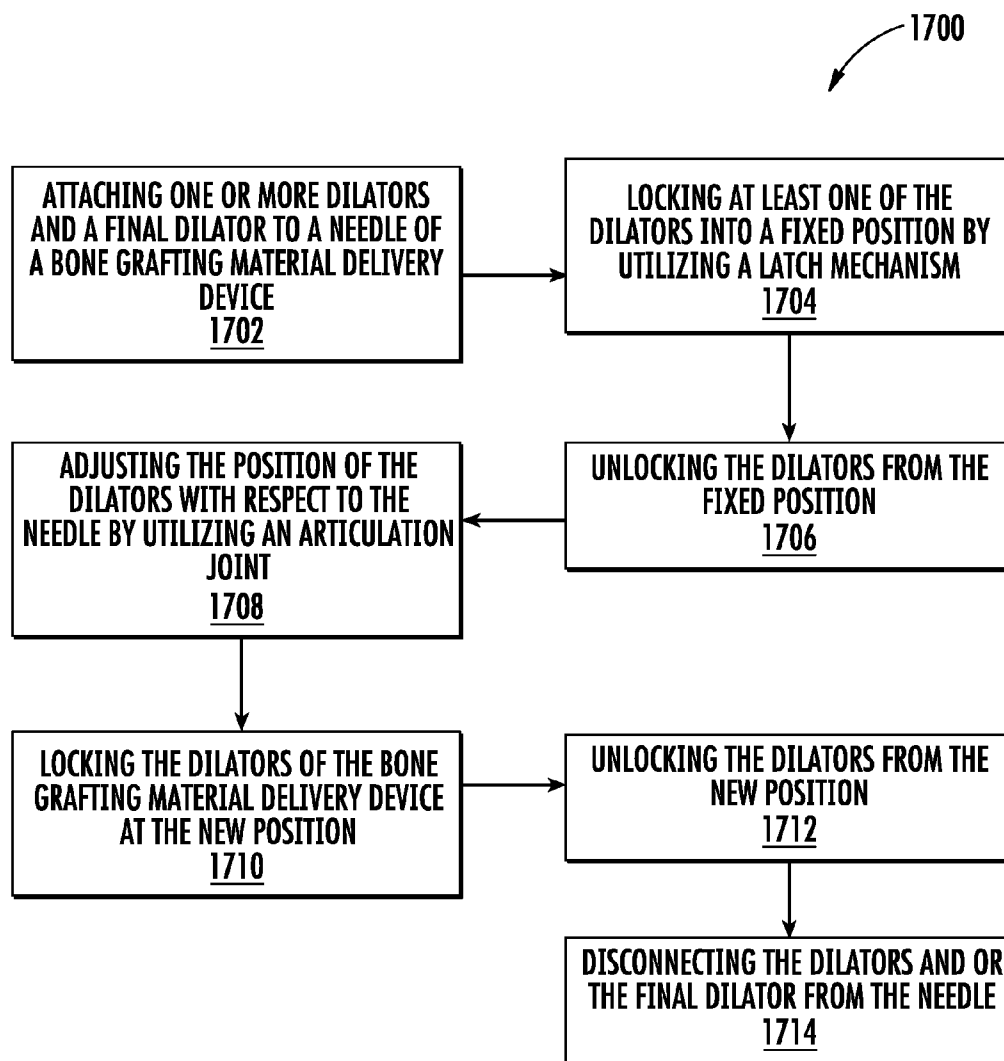 1700
ATTACHING ONE OR MORE DILATORS
AND A FINAL DILATOR TO A NEEDLE OF
A BONE GRAFTING MATERIAL DELIVERY
DEVICE
1702
LOCKING AT LEAST ONE OF THE
DILATORS INTO A FIXED POSITION BY
UTILIZING A LATCH MECHANISM
1704
UNLOCKING THE DILATORS FROM THE
FIXED POSITION
1706
ADJUSTING THE POSITION OF THE
DILATORS WITH RESPECT TO THE
NEEDLE BY UTILIZING AN ARTICULATION
JOINT
1708
LOCKING THE DILATORS OF THE BONE
GRAFTING MATERIAL DELIVERY DEVICE
AT THE NEW POSITION
1710
UNLOCKING THE DILATORS FROM THE
NEW POSITION
1712
DISCONNECTING THE DILATORS AND OR
THE FINAL DILATOR FROM THE NEEDLE
1714